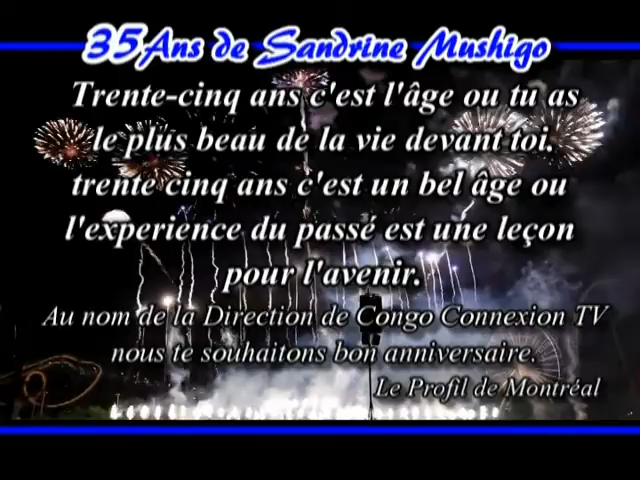 35Ans de Sandrine Mushigo
Trente-cinq ans c'est l'âge ou tu as
le plus beau de la vie devant toi.
trente cinq ans c'est un bel âge ou
l'experience du passé est une leçon
pour l'avenir.
Au nom de la Direction de Congo Connexion TV
nous te souhaitons bon anniversaire.
Le Profil de Montréal